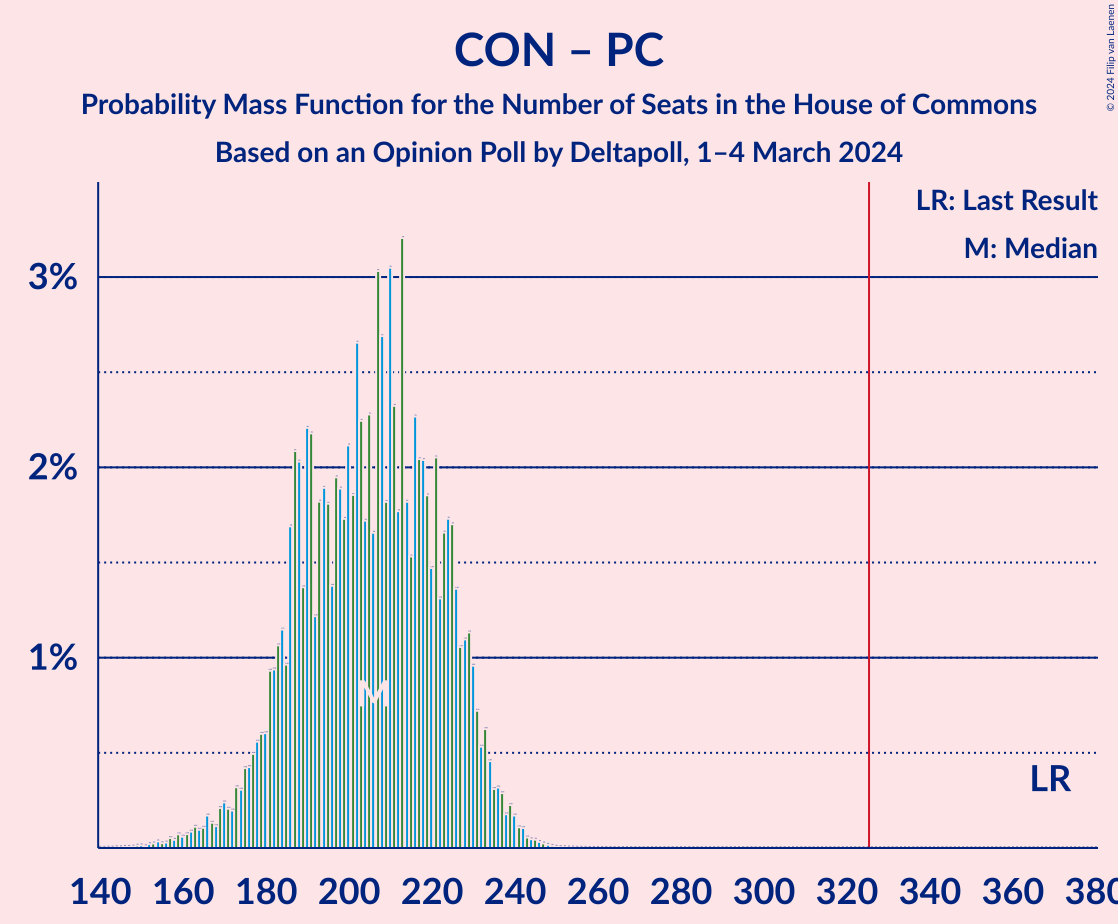 CON – PC
Probability Mass Function for the Number of Seats in the House of Commons
Based on an Opinion Poll by Deltapoll, 1–4 March 2024
© 2024 Filip van Laenen
LR: Last Result
M: Median
3%
2%
1%
M
LR
140 160 180 200 220 240 260 280 300 320 340 360 380